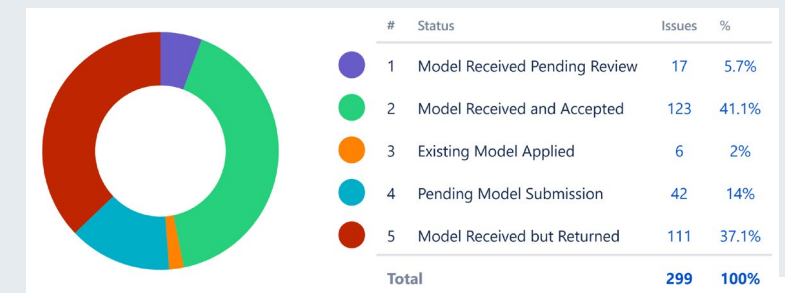 # Status Issues %
1 Model Received Pending Review 17 5.7%
2 Model Received and Accepted 123 41.1%
3 Existing Model Applied 6 2%
4 Pending Model Submission 42 14%
5 Model Received but Returned 111 37.1%
Total 299 100%